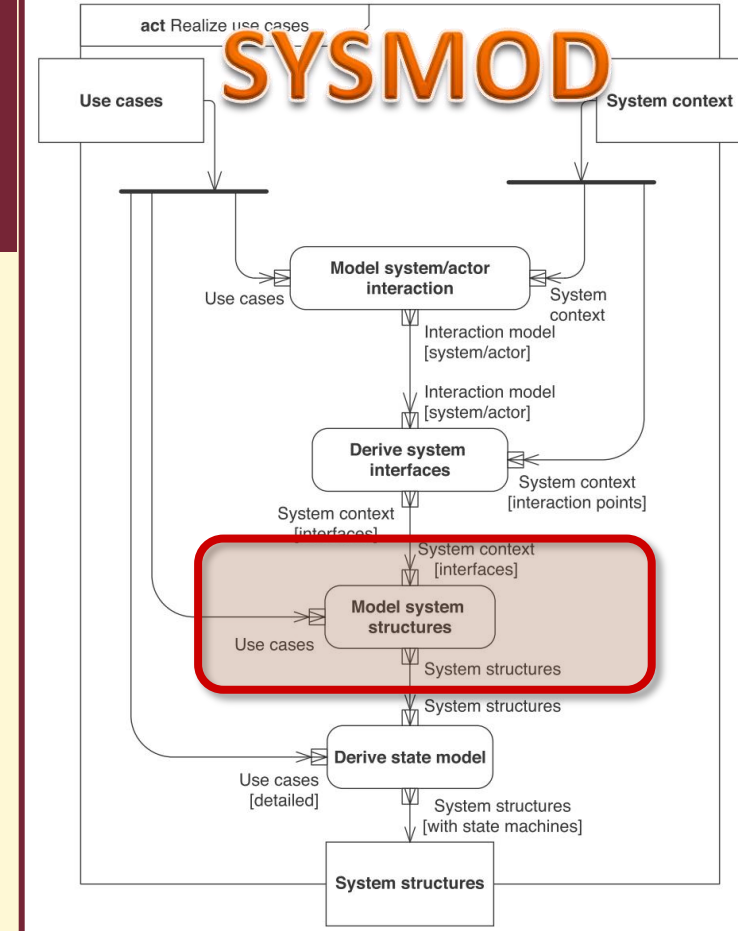 act Realize use cases
SYSMOD
Use cases
System context
Model system/actor
interaction
Use cases
System
context
Interaction model
[system/actor]
Interaction model
[system/actor]
Derive system
interfaces
System context
[interaction points]
System context
[interfaces]
System context
[interfaces]
Model system
structures
Use cases
System structures
System structures
Derive state model
Use cases
[detailed]
System structures
[with state machines]
System structures